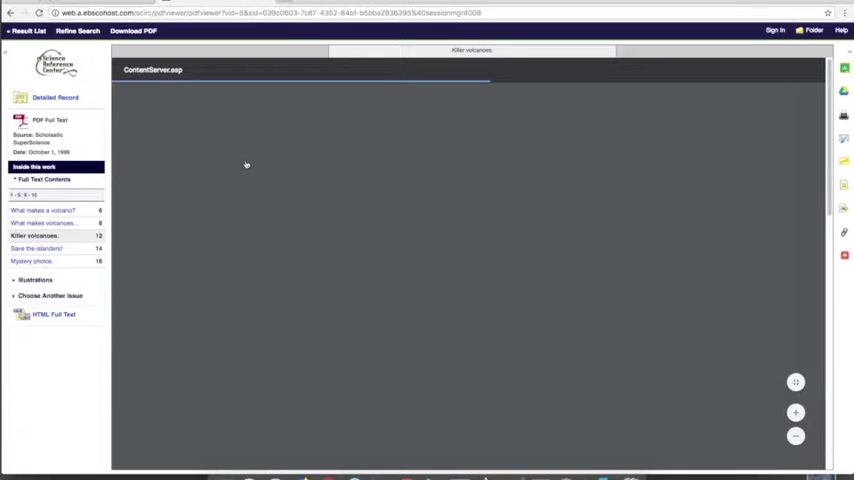 web.a.ebscohost.com/scirc/pdfviewer/pdfviewer?vid=5&sid=039c0603-7c67-4352-84bf-b5bba2836395%40sessionmgr4008
« Result List Refine Search Download PDF
Sign In Folder Help
Killer volcanoes.
Science
Reference
Center
ContentServer.asp
Detailed Record
PDF Full Text
Source: Scholastic
SuperScience
Date: October 1, 1999
Inside this work
Full Text Contents
What makes a volcano? 6
What makes volcanoes... 8
Killer volcanoes. 12
Save the islanders! 14
Mystery photos. 15
Illustrations
Choose Another Issue
HTML Full Text